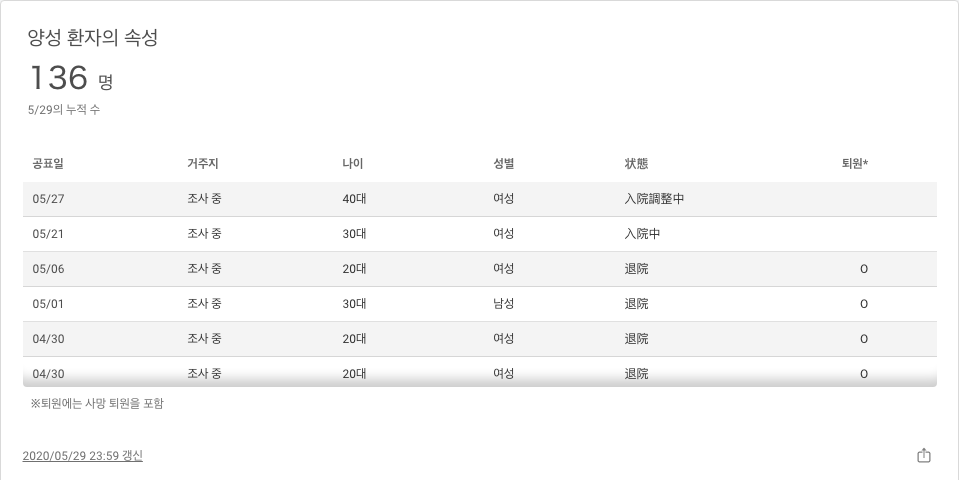 양성 환자의 속성
136 명
5/29의 누적 수
공표일 거주지 나이 성별 状態 퇴원*
05/27 조사 중 40대 여성 入院調整中
05/21 조사 중 30대 여성 入院中
05/06 조사 중 20대 여성 退院 O
05/01 조사 중 30대 남성 退院 O
04/30 조사 중 20대 여성 退院 O
04/30 조사 중 20대 여성 退院 O
※퇴원에는 사망 퇴원을 포함
2020/05/29 23:59 갱신